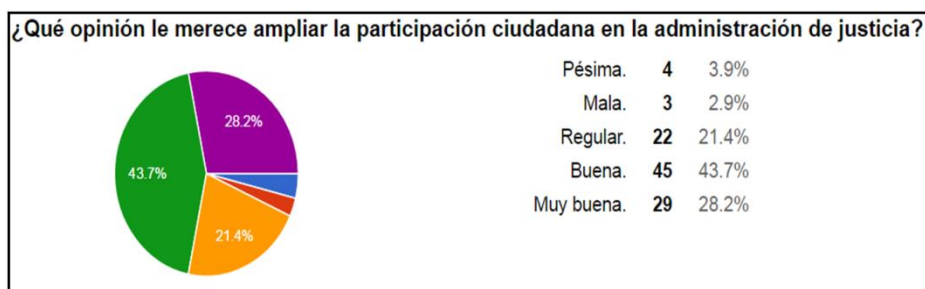 ¿Qué opinión le merece ampliar la participación ciudadana en la administración de justicia?
28.2%
43.7%
21.4%
Pésima. 4 3.9%
Mala. 3 2.9%
Regular. 22 21.4%
Buena. 45 43.7%
Muy buena. 29 28.2%